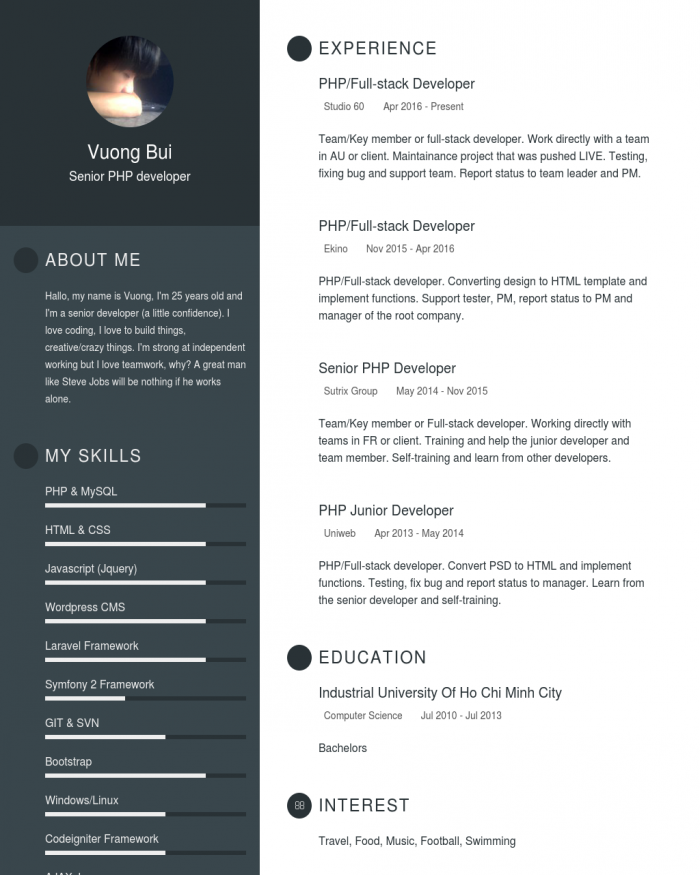 Vuong Bui
Senior PHP developer
ABOUT ME
Hallo, my name is Vuong, I'm 25 years old and
I'm a senior developer (a little confidence). I
love coding, I love to build things,
creative/crazy things. I'm strong at independent
working but I love teamwork, why? A great man
like Steve Jobs will be nothing if he works
alone.
MY SKILLS
PHP & MySQL
HTML & CSS
Javascript (Jquery)
Wordpress CMS
Laravel Framework
Symfony 2 Framework
GIT & SVN
Bootstrap
Windows/Linux
Codeigniter Framework
EXPERIENCE
PHP/Full-stack Developer
Studio 60 Apr 2016 - Present
Team/Key member or full-stack developer. Work directly with a team
in AU or client. Maintainance project that was pushed LIVE. Testing,
fixing bug and support team. Report status to team leader and PM.
PHP/Full-stack Developer
Ekino Nov 2015 - Apr 2016
PHP/Full-stack developer. Converting design to HTML template and
implement functions. Support tester, PM, report status to PM and
manager of the root company.
Senior PHP Developer
Sutrix Group May 2014 - Nov 2015
Team/Key member or Full-stack developer. Working directly with
teams in FR or client. Training and help the junior developer and
team member. Self-training and learn from other developers.
PHP Junior Developer
Uniweb Apr 2013 - May 2014
PHP/Full-stack developer. Convert PSD to HTML and implement
functions. Testing, fix bug and report status to manager. Learn from
the senior developer and self-training.
EDUCATION
Industrial University Of Ho Chi Minh City
Computer Science Jul 2010 - Jul 2013
Bachelors
INTEREST
Travel, Food, Music, Football, Swimming